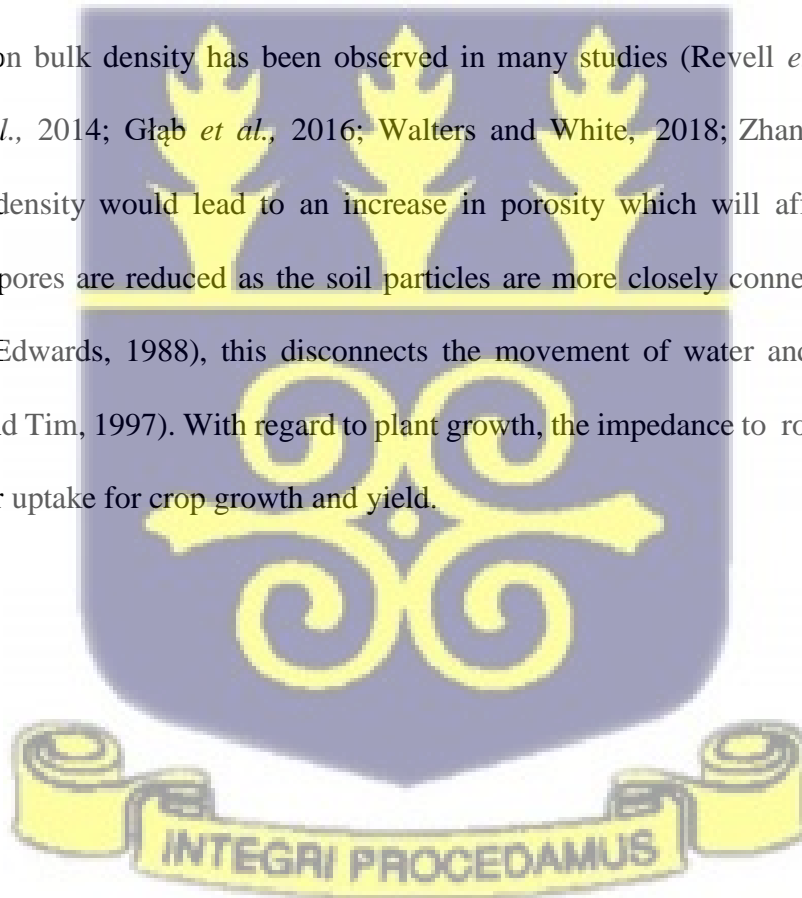 on bulk density has been observed in many studies (Revell e
l., 2014; Głąb et al., 2016; Walters and White, 2018; Zhan
density would lead to an increase in porosity which will aff
pores are reduced as the soil particles are more closely conne
Edwards, 1988), this disconnects the movement of water and
d Tim, 1997). With regard to plant growth, the impedance to ro
r uptake for crop growth and yield.
INTEGRI PROCEDAMUS